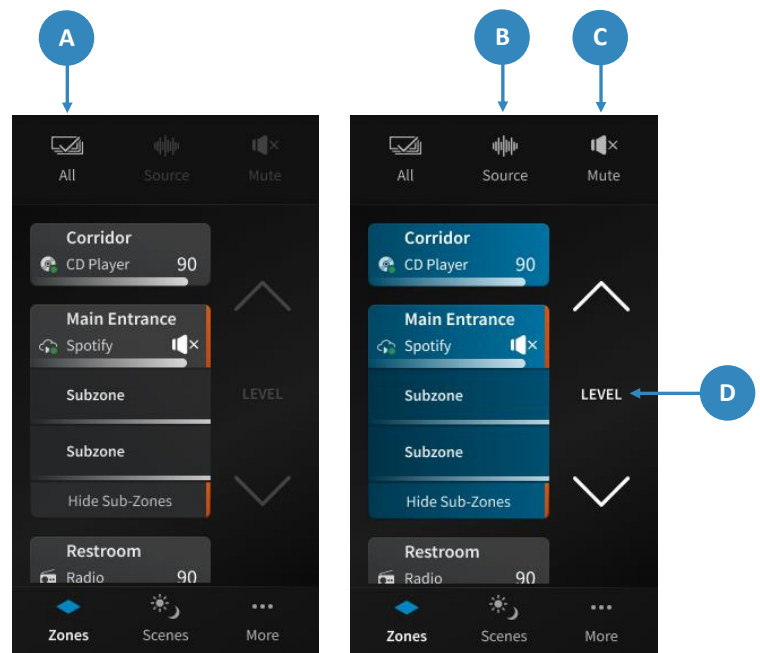 A
B
C
All
Source
Mute
Corridor
CD Player 90
Main Entrance
Spotify
Subzone
LEVEL
Subzone
Hide Sub-Zones
Restroom
Radio 90
Zones
Scenes
More
All
Source
Mute
Corridor
CD Player 90
Main Entrance
Spotify
Subzone
LEVEL
D
Subzone
Hide Sub-Zones
Restroom
Radio 90
Zones
Scenes
More